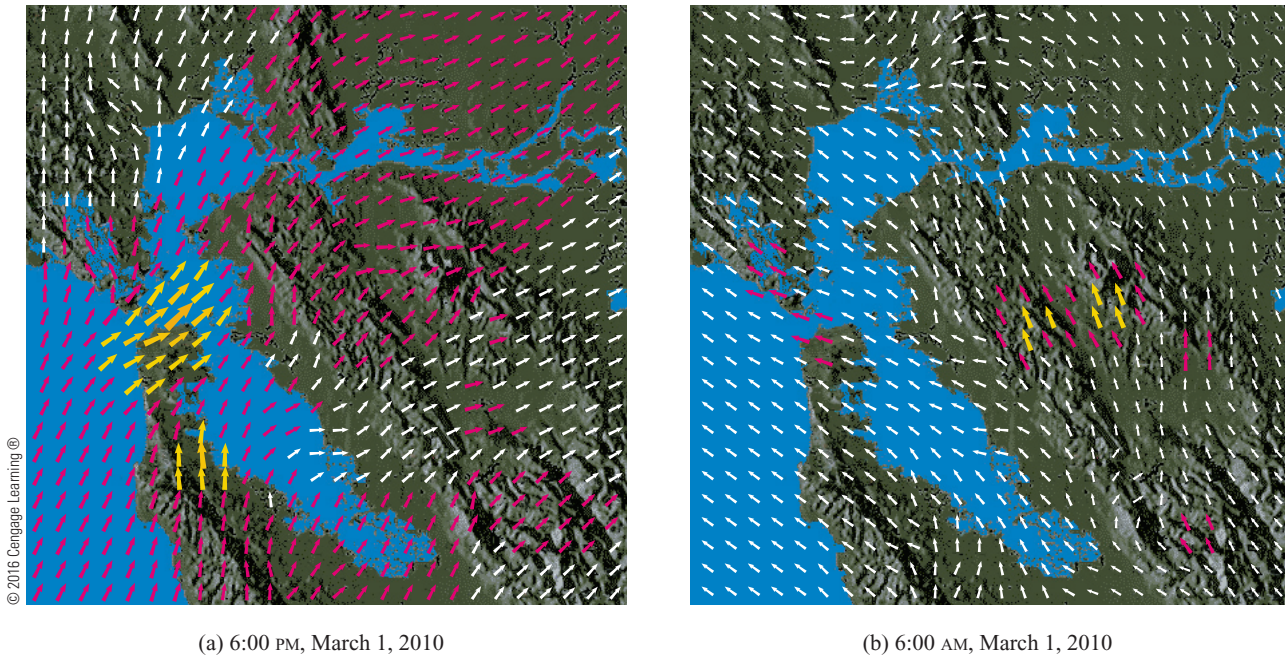 © 2016 Cengage Learning ®
(a) 6:00 PM, March 1, 2010
(b) 6:00 AM, March 1, 2010